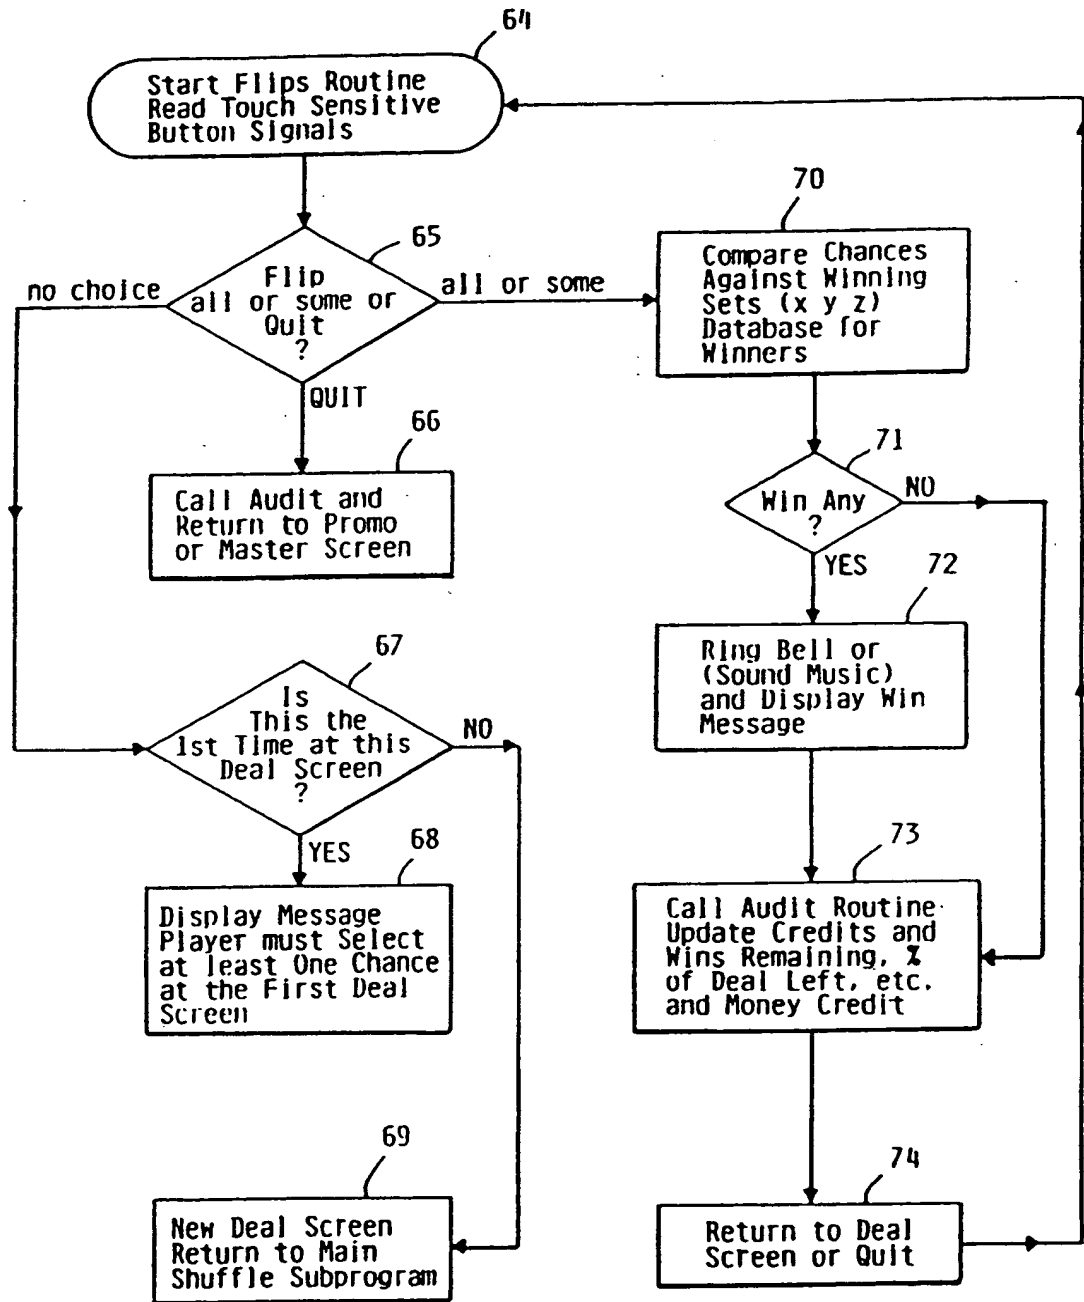 64
Start Flips Routine
Read Touch Sensitive
Button Signals
65
Flip
all or some or
Quit
?
no choice
all or some
QUIT
66
Call Audit and
Return to Promo
or Master Screen
67
Is
This the
1st Time at this
Deal Screen
?
NO
YES
68
Display Message
Player must Select
at least One Chance
at the First Deal
Screen
69
New Deal Screen
Return to Main
Shuffle Subprogram
70
Compare Chances
Against Winning
Sets (x y z)
Database for
Winners
71
Win Any
?
NO
YES
72
Ring Bell or
(Sound Music)
and Display Win
Message
73
Call Audit Routine
Update Credits and
Wins Remaining, %
of Deal Left, etc.
and Money Credit
74
Return to Deal
Screen or Quit